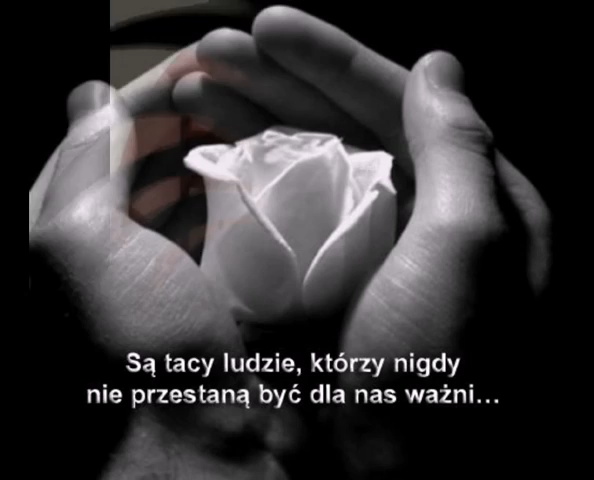 Są tacy ludzie, którzy nigdy
nie przestaną być dla nas ważni...